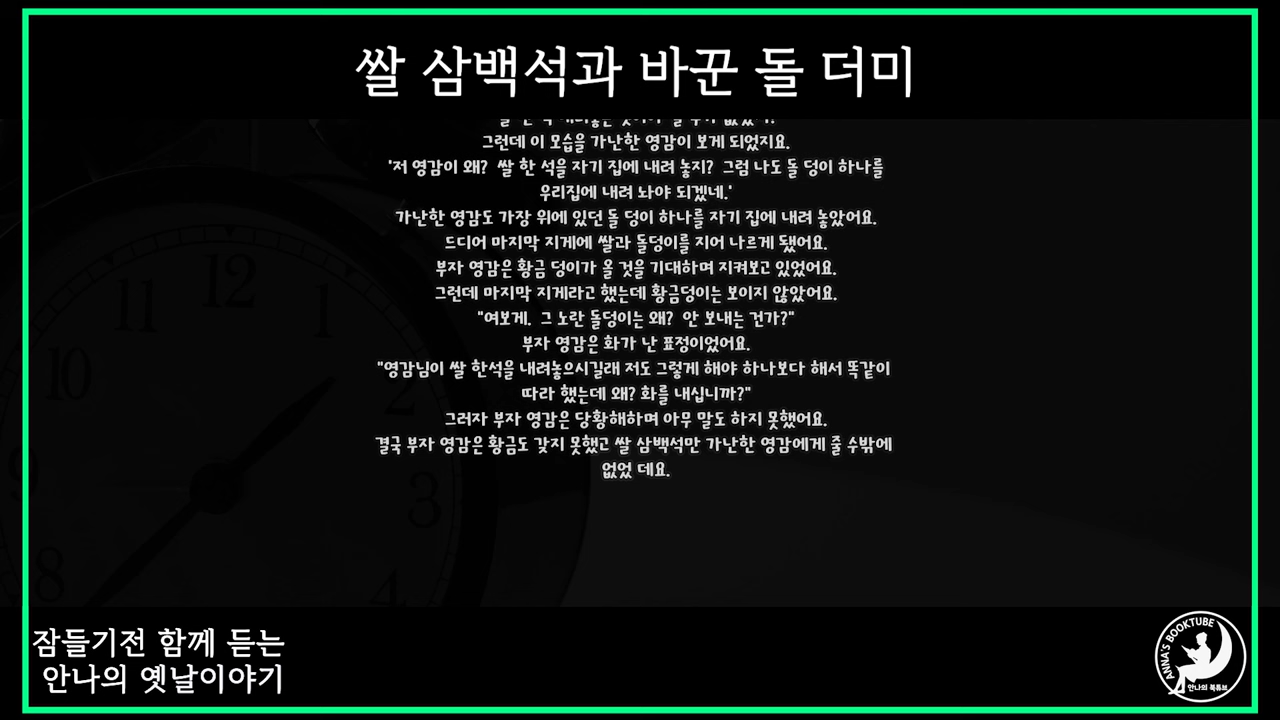 쌀 삼백석과 바꾼 돌 더미
그런데 이 모습을 가난한 영감이 보게 되었지요.
'저 영감이 왜? 쌀 한 석을 자기 집에 내려 놓지? 그럼 나도 돌 덩이 하나를
우리집에 내려 놔야 되겠네.'
가난한 영감도 가장 위에 있던 돌 덩이 하나를 자기 집에 내려 놓았어요.
드디어 마지막 지게에 쌀과 돌덩이를 지어 나르게 됐어요.
부자 영감은 황금 덩이가 올 것을 기대하며 지켜보고 있었어요.
그런데 마지막 지게라고 했는데 황금덩이는 보이지 않았어요.
"여보게. 그 노란 돌덩이는 왜? 안 보내는 건가?"
부자 영감은 화가 난 표정이었어요.
"영감님이 쌀 한석을 내려놓으시길래 저도 그렇게 해야 하나보다 해서 똑같이
따라 했는데 왜? 화를 내십니까?"
그러자 부자 영감은 당황해하며 아무 말도 하지 못했어요.
결국 부자 영감은 황금도 갖지 못했고 쌀 삼백석만 가난한 영감에게 줄 수밖에
없었 데요.
12
11
1
10
2
9
3
8
4
잠들기전 함께 듣는
안나의 옛날이야기
ANNA'S BOOKTUBE
안나의 북튜브